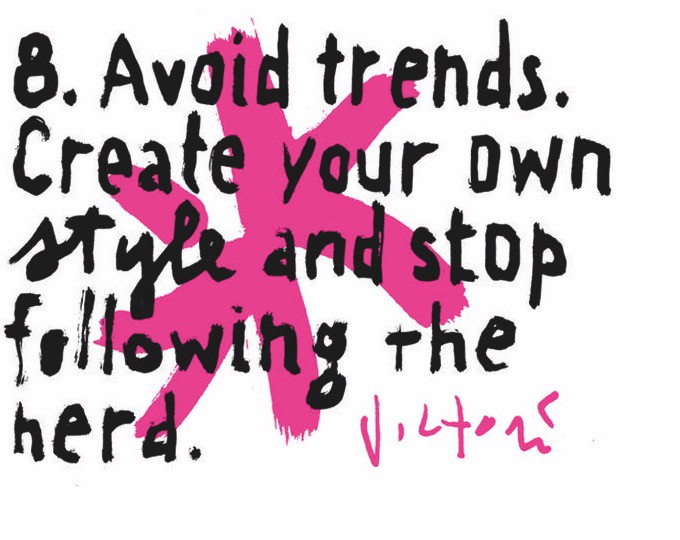 8. Avoid trends.
Create your own
style and stop
following the
herd.